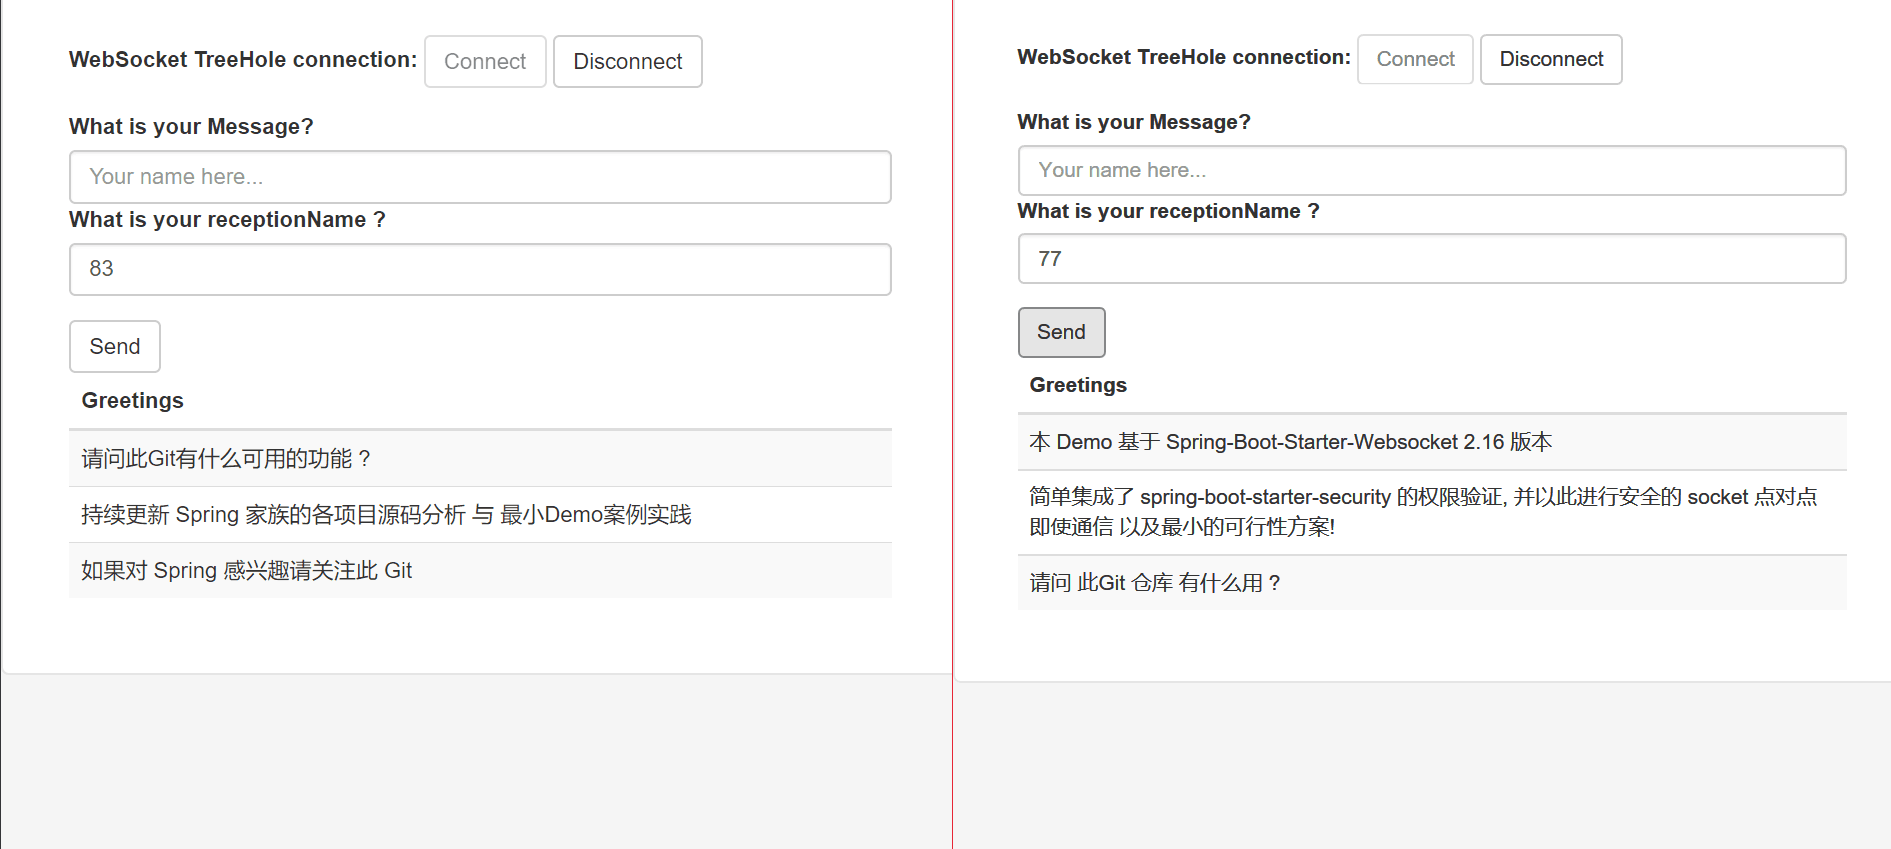 WebSocket TreeHole connection: Connect Disconnect
What is your Message?
Your name here...
What is your receptionName ?
83
Send
Greetings
请问此Git有什么可用的功能 ?
持续更新 Spring 家族的各项目源码分析 与 最小Demo案例实践
如果对 Spring 感兴趣请关注此 Git
WebSocket TreeHole connection: Connect Disconnect
What is your Message?
Your name here...
What is your receptionName ?
77
Send
Greetings
本 Demo 基于 Spring-Boot-Starter-Websocket 2.16 版本
简单集成了 spring-boot-starter-security 的权限验证, 并以此进行安全的 socket 点对点
即使通信 以及最小的可行性方案!
请问 此Git 仓库 有什么用 ?